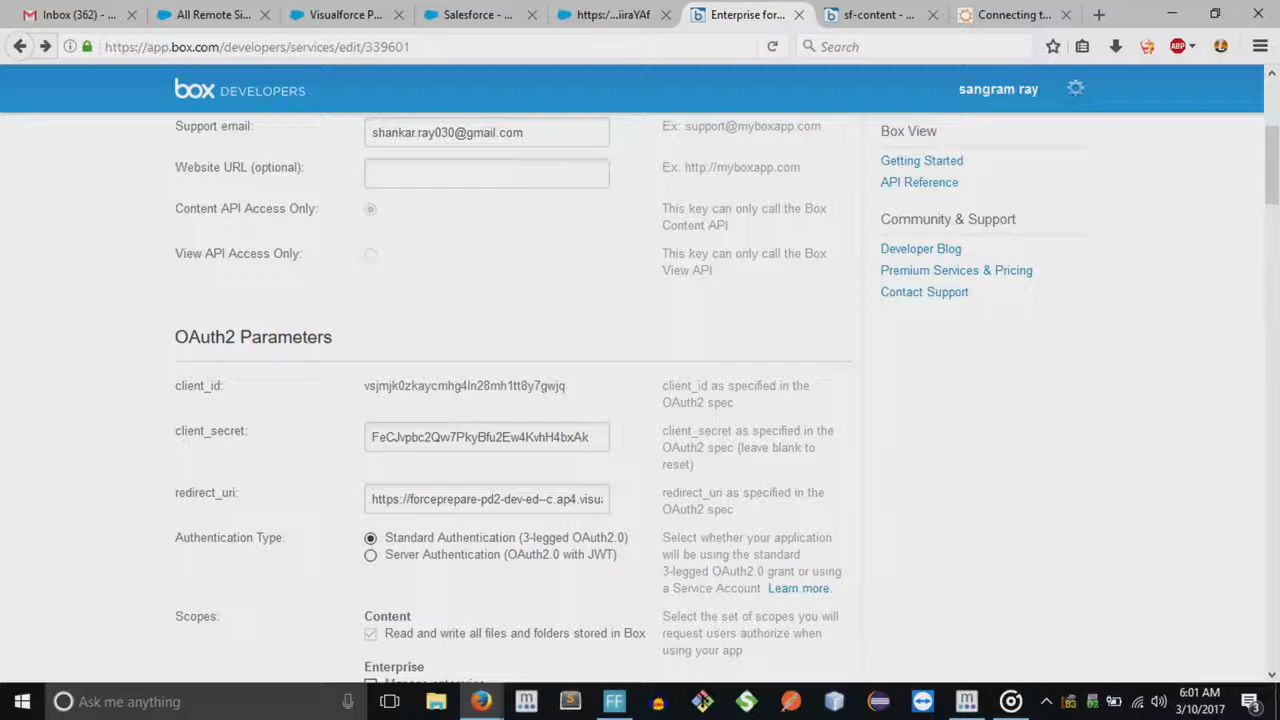 Inbox (362) - ...
All Remote Si...
Visualforce P...
Salesforce - ...
https:/...iiraYAf
Enterprise for...
sf-content - ...
Connecting t...
https://app.box.com/developers/services/edit/339601
Search
ABP
box DEVELOPERS
sangram ray
Support email:
shankar.ray030@gmail.com
Ex: support@myboxapp.com
Website URL (optional):
Ex: http://myboxapp.com
Content API Access Only:
This key can only call the Box
Content API
View API Access Only:
This key can only call the Box
View API
OAuth2 Parameters
client_id:
vsjmjk0zkaycmhg4ln28mh1tt8y7gwjq
client_id as specified in the
OAuth2 spec
client_secret:
FeCJvpbc2Qw7PkyBfu2Ew4KvhH4bxAk
client_secret as specified in the
OAuth2 spec (leave blank to
reset)
redirect_uri:
https://forceprepare-pd2-dev-ed--c.ap4.visua
redirect_uri as specified in the
OAuth2 spec
Authentication Type:
Standard Authentication (3-legged OAuth2.0)
Server Authentication (OAuth2.0 with JWT)
Select whether your application
will be using the standard
3-legged OAuth2.0 grant or using
a Service Account Learn more.
Scopes:
Content
Read and write all files and folders stored in Box
Select the set of scopes you will
request users authorize when
using your app
Enterprise
Box View
Getting Started
API Reference
Community & Support
Developer Blog
Premium Services & Pricing
Contact Support
Ask me anything
6:01 AM
3/10/2017
3